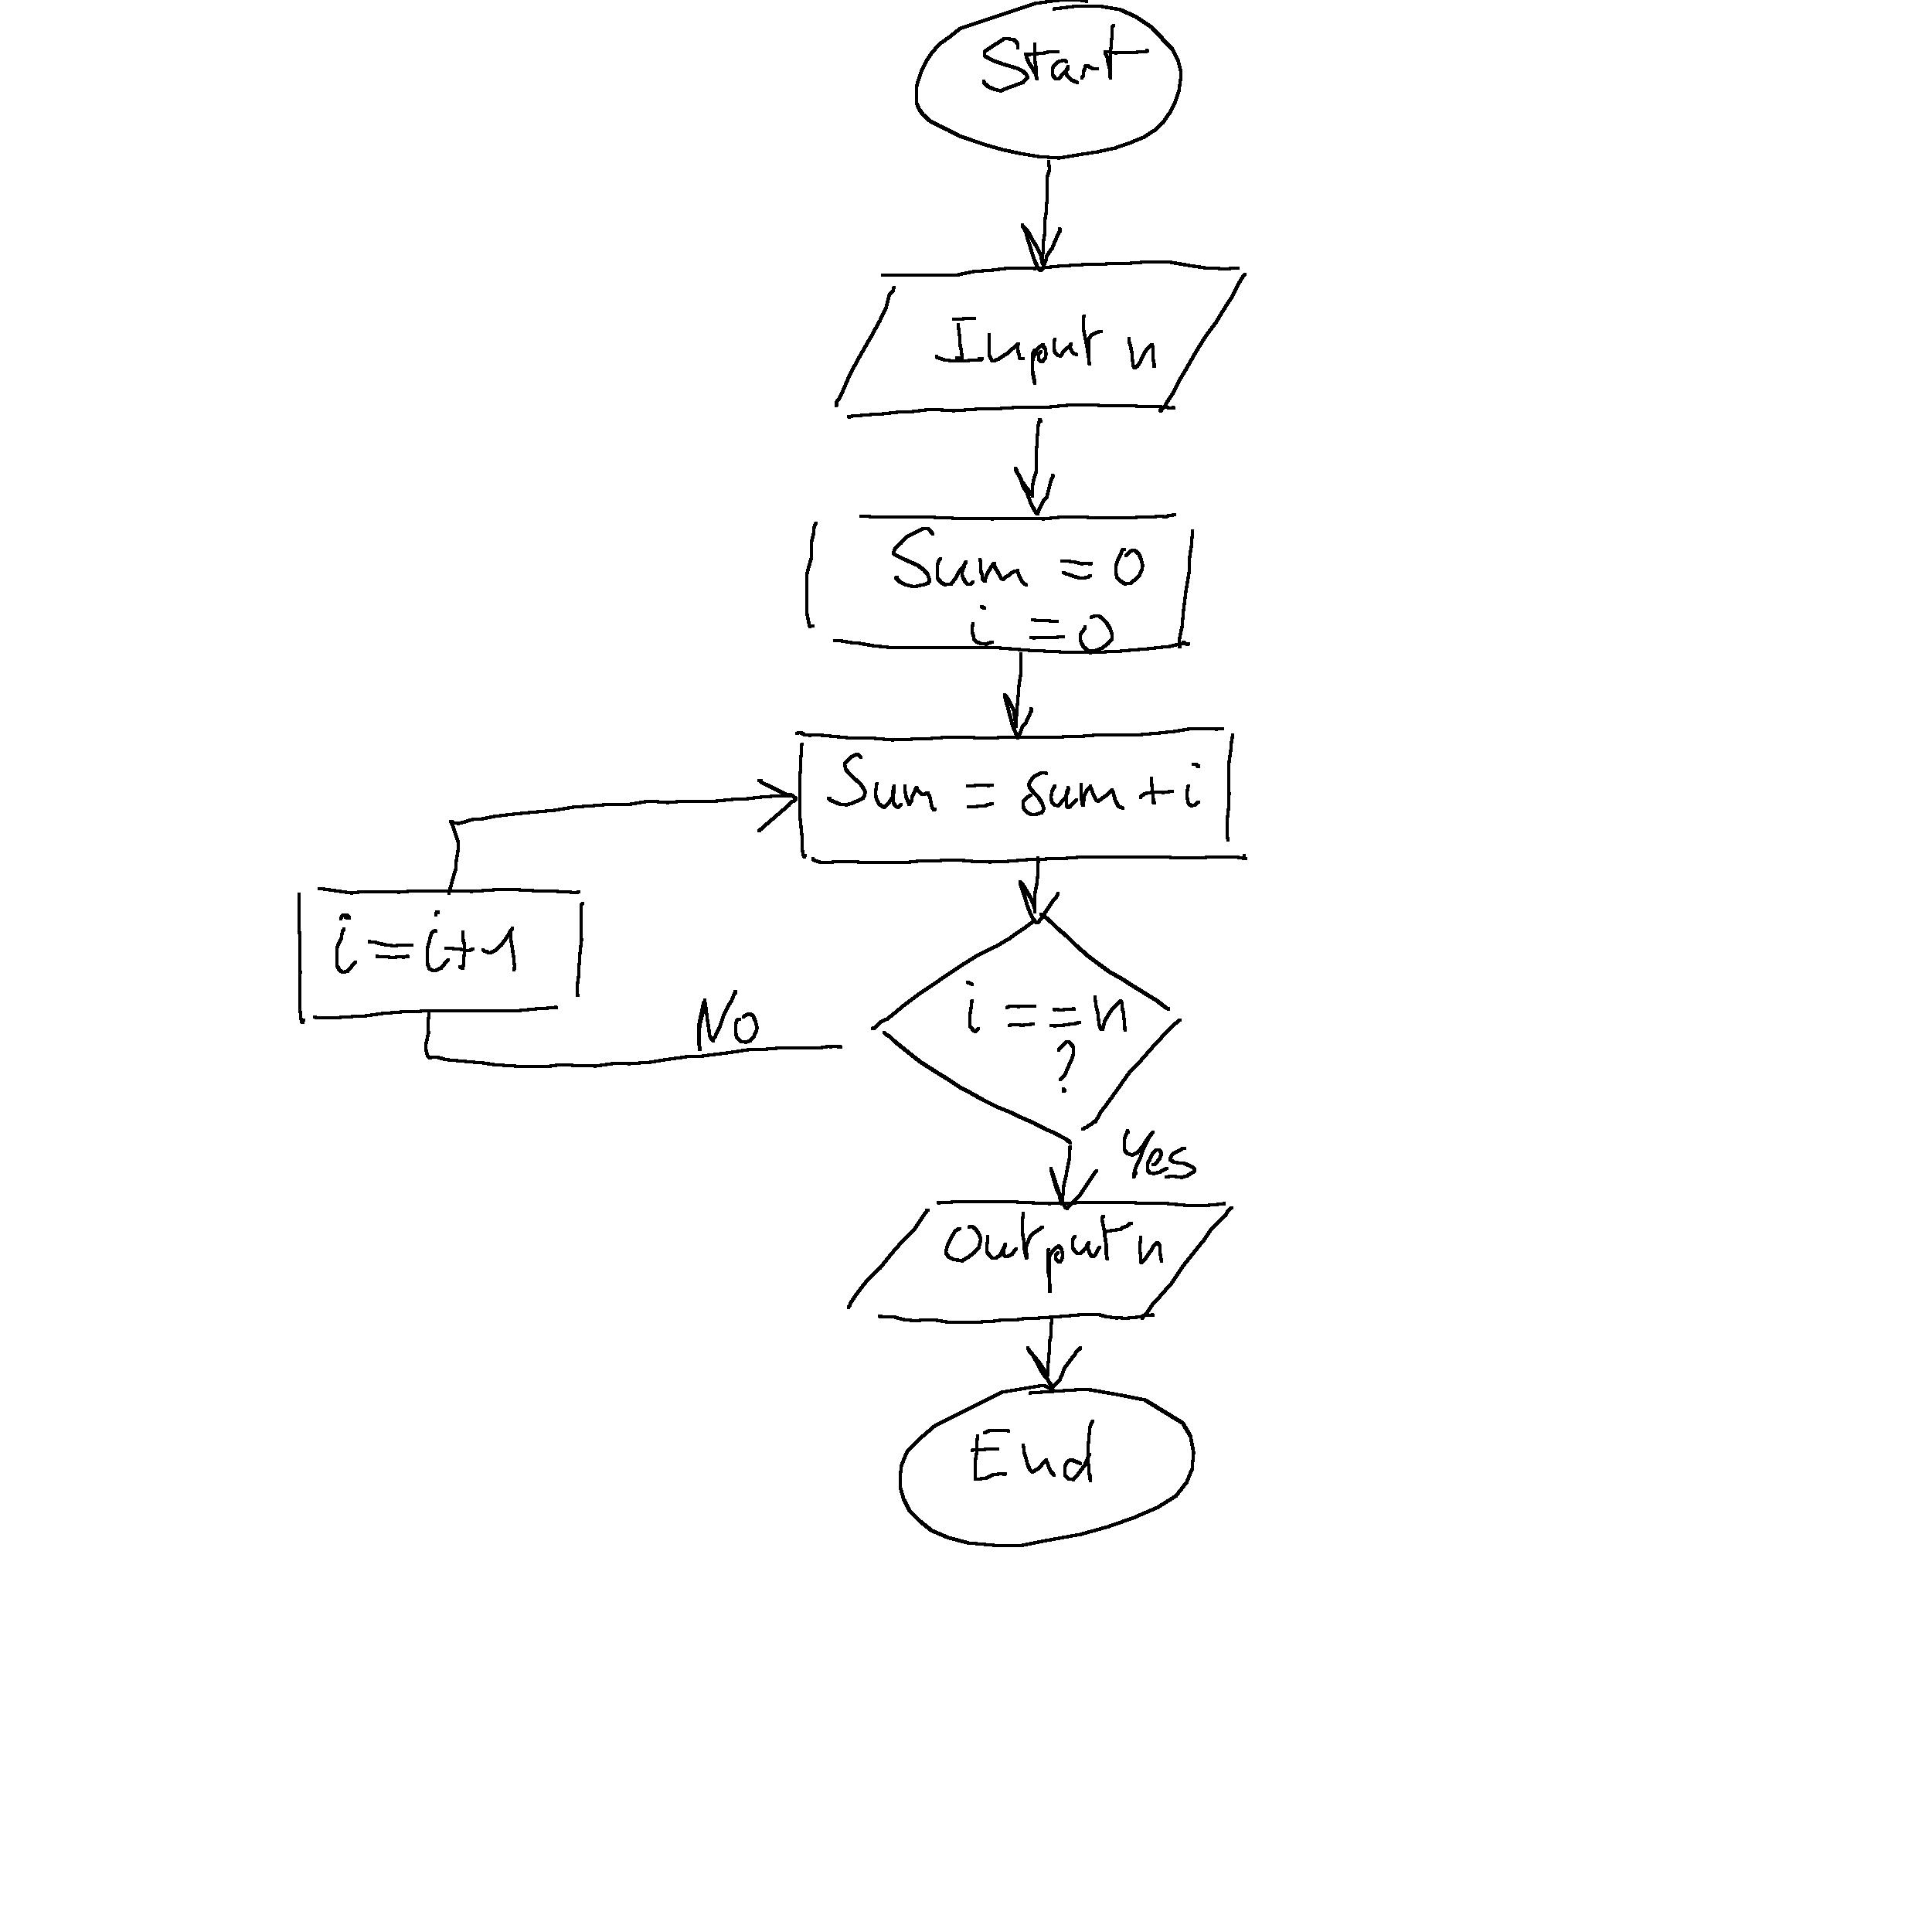 Start
Input n
Sum = 0
i = 0
Sum = sum + i
i = i + 1
No
i == n
?
Yes
Output n
End